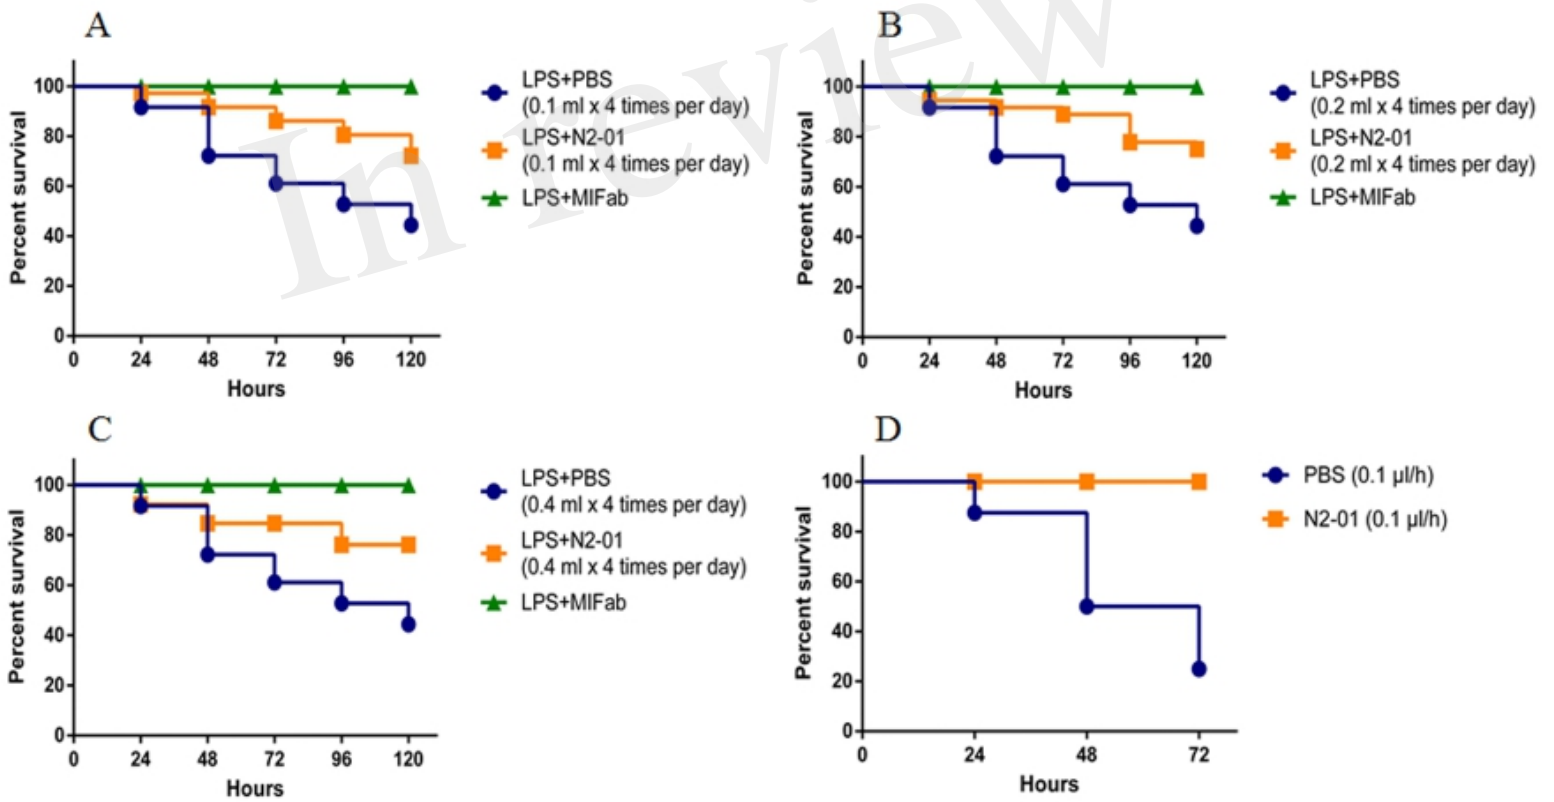 A
Percent survival
100
80
60
40
20
0
0 24 48 72 96 120
Hours
LPS+PBS
(0.1 ml x 4 times per day)
LPS+N2-01
(0.1 ml x 4 times per day)
LPS+MIFab
B
Percent survival
100
80
60
40
20
0
0 24 48 72 96 120
Hours
LPS+PBS
(0.2 ml x 4 times per day)
LPS+N2-01
(0.2 ml x 4 times per day)
LPS+MIFab
C
Percent survival
100
80
60
40
20
0
0 24 48 72 96 120
Hours
LPS+PBS
(0.4 ml x 4 times per day)
LPS+N2-01
(0.4 ml x 4 times per day)
LPS+MIFab
D
Percent survival
100
80
60
40
20
0
0 24 48 72
Hours
PBS (0.1 µl/h)
N2-01 (0.1 µl/h)
In review